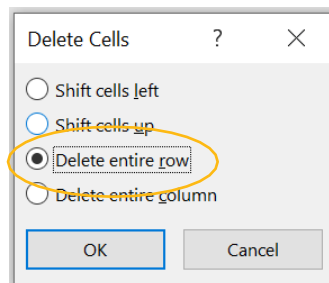 Delete Cells ?
Shift cells left
Shift cells up
Delete entire row
Delete entire column
OK Cancel